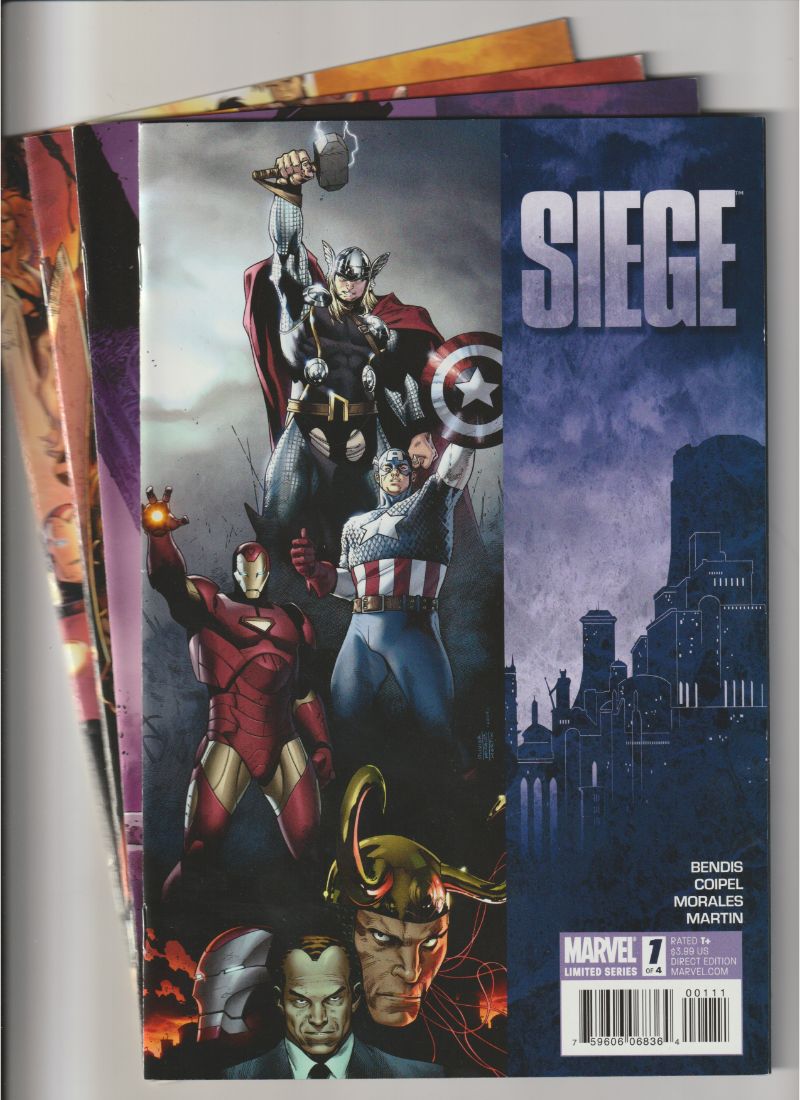 SIEGE™
A
BENDIS
COIPEL
MORALES
MARTIN
MARVEL
LIMITED SERIES
1
OF 4
RATED T+
$3.99 US
DIRECT EDITION
MARVEL.COM
00111
7 59606 06836 4